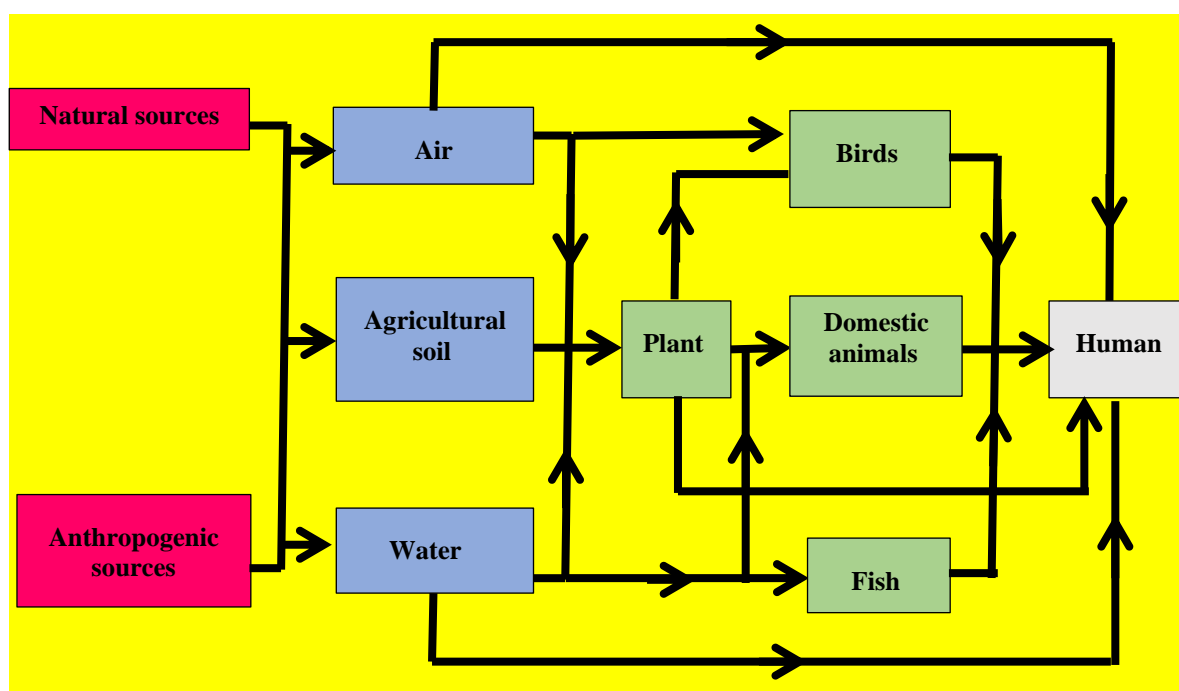 Natural sources
Air
Birds
Agricultural
soil
Plant
Domestic
animals
Human
Anthropogenic
sources
Water
Fish